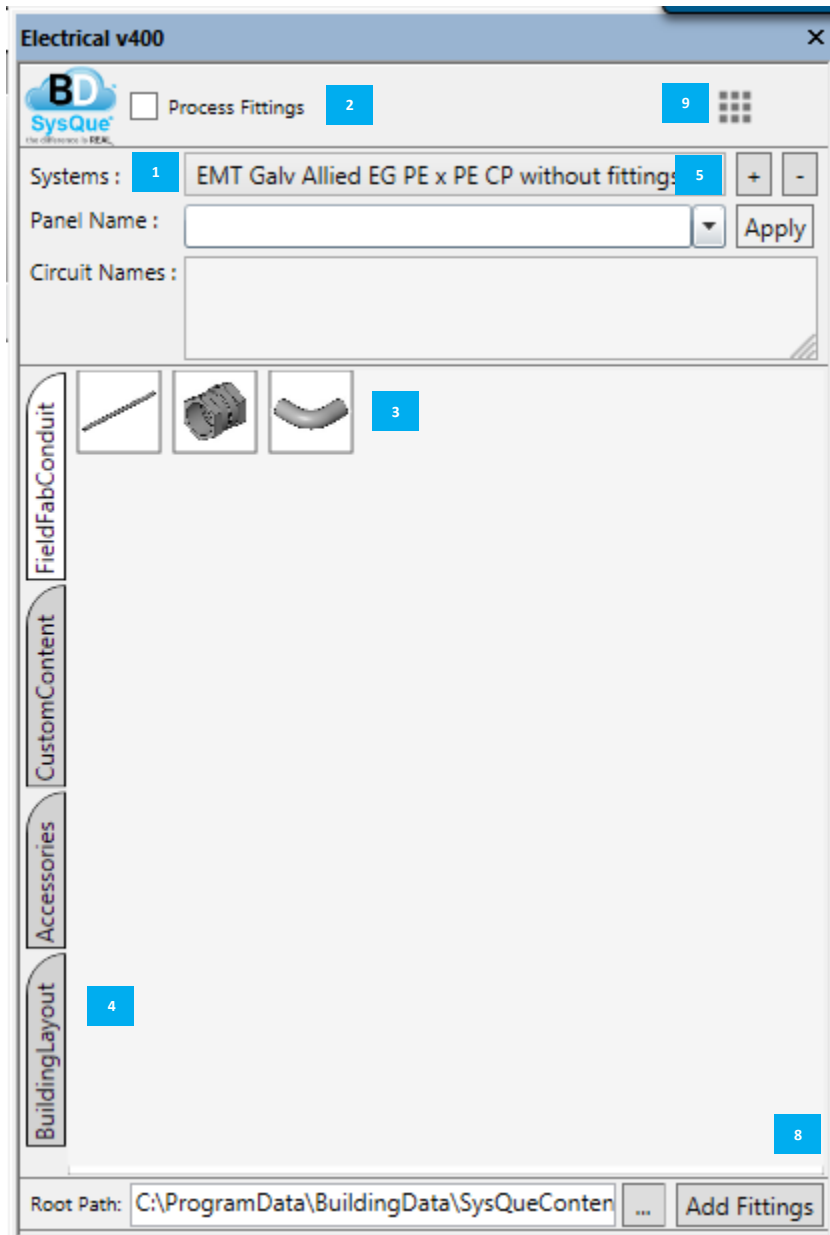 Electrical v400
BD
SysQue
the difference is REAL.
Process Fittings
2
9
Systems :
1
EMT Galv Allied EG PE x PE CP without fittings
5
+
-
Panel Name :
Apply
Circuit Names :
3
FieldFabConduit
CustomContent
Accessories
BuildingLayout
4
8
Root Path:
C:\ProgramData\BuildingData\SysQueConten
...
Add Fittings